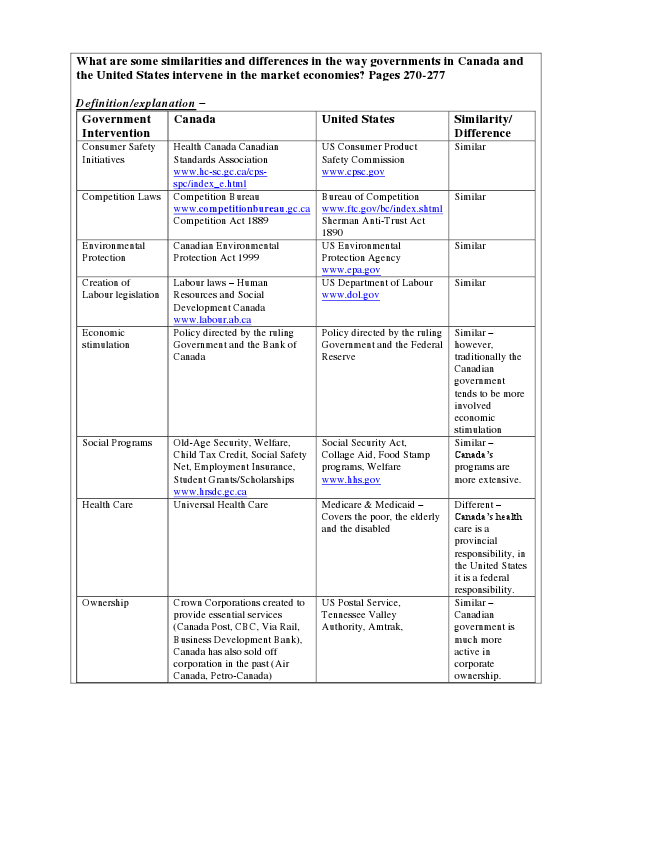 What are some similarities and differences in the way governments in Canada and
the United States intervene in the market economies? Pages 270-277
Definition/explanation –
Government
Intervention
Canada
United States
Similarity/
Difference
Consumer Safety
Initiatives
Health Canada Canadian
Standards Association
www.hc-sc.gc.ca/cps-
spc/index_e.html
US Consumer Product
Safety Commission
www.cpsc.gov
Similar
Competition Laws
Competition Bureau
www.competitionbureau.gc.ca
Competition Act 1889
Bureau of Competition
www.ftc.gov/bc/index.shtml
Sherman Anti-Trust Act
1890
Similar
Environmental
Protection
Canadian Environmental
Protection Act 1999
US Environmental
Protection Agency
www.epa.gov
Similar
Creation of
Labour legislation
Labour laws – Human
Resources and Social
Development Canada
www.labour.ab.ca
US Department of Labour
www.dol.gov
Similar
Economic
stimulation
Policy directed by the ruling
Government and the Bank of
Canada
Policy directed by the ruling
Government and the Federal
Reserve
Similar –
however,
traditionally the
Canadian
government
tends to be more
involved
economic
stimulation
Social Programs
Old-Age Security, Welfare,
Child Tax Credit, Social Safety
Net, Employment Insurance,
Student Grants/Scholarships
www.hrsdc.gc.ca
Social Security Act,
Collage Aid, Food Stamp
programs, Welfare
www.hhs.gov
Similar –
Canada's
programs are
more extensive.
Health Care
Universal Health Care
Medicare & Medicaid –
Covers the poor, the elderly
and the disabled
Different –
Canada's health
care is a
provincial
responsibility, in
the United States
it is a federal
responsibility.
Ownership
Crown Corporations created to
provide essential services
(Canada Post, CBC, Via Rail,
Business Development Bank),
Canada has also sold off
corporation in the past (Air
Canada, Petro-Canada)
US Postal Service,
Tennessee Valley
Authority, Amtrak,
Similar –
Canadian
government is
much more
active in
corporate
ownership.